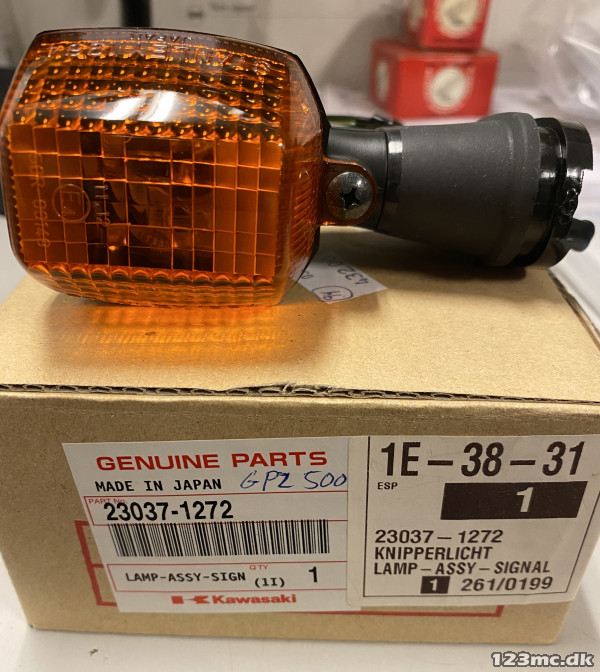 GENUINE PARTS
MADE IN JAPAN GPZ 500
PART No.
23037-1272
QTY
LAMP-ASSY-SIGN (II) 1
Kawasaki
1E-38-31
ESP
1
23037-1272
KNIPPERLICHT
LAMP-ASSY-SIGNAL
1 261/0199
123mc.dk